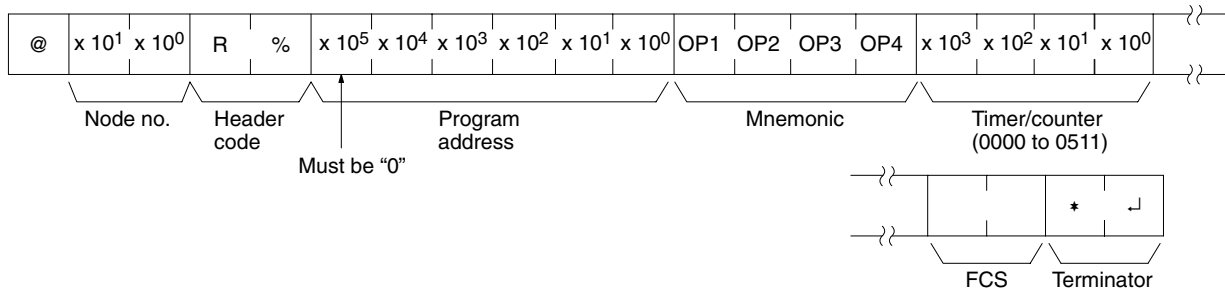 @ x 10¹ x 10⁰ R % x 10⁵ x 10⁴ x 10³ x 10² x 10¹ x 10⁰ OP1 OP2 OP3 OP4 x 10³ x 10² x 10¹ x 10⁰
Node no. Header code Program address Mnemonic Timer/counter (0000 to 0511)
Must be “0”
* ↵
FCS Terminator